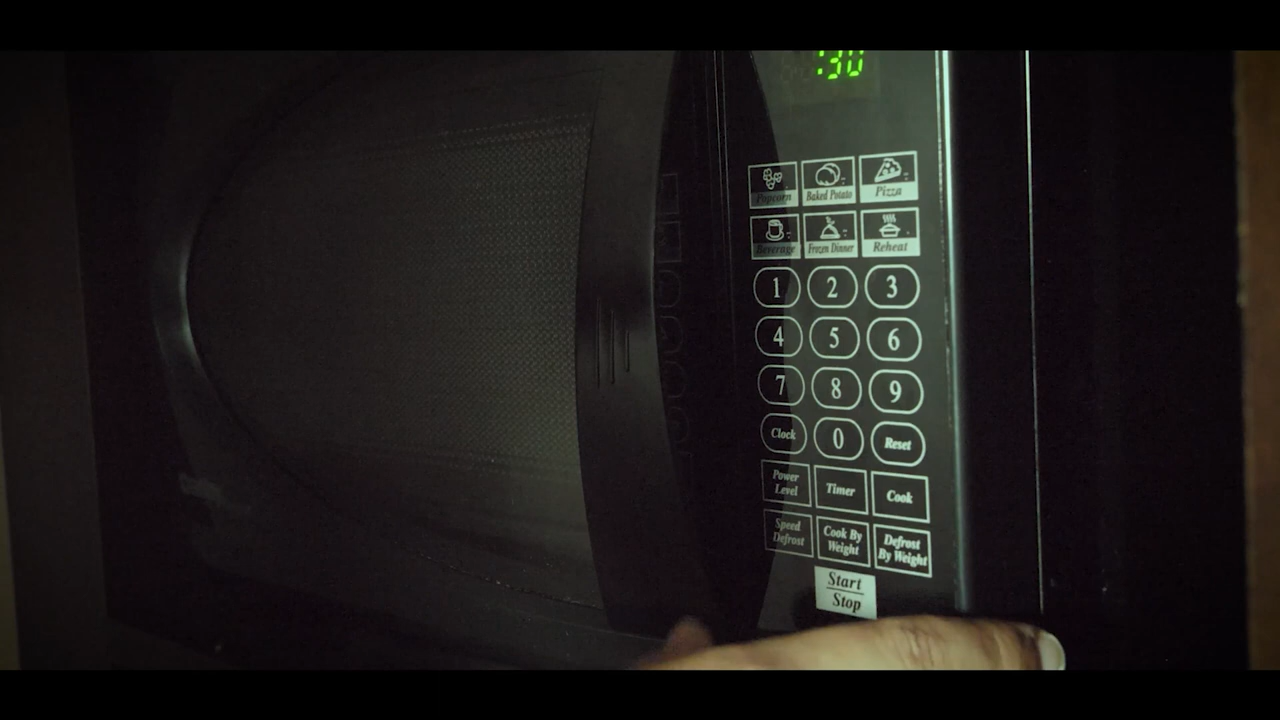 :30
Popcorn Baked Potato Pizza
Beverage Frozen Dinner Reheat
1 2 3
4 5 6
7 8 9
Clock 0 Reset
Power Level Timer Cook
Speed Defrost Cook By Weight Defrost By Weight
Start
Stop